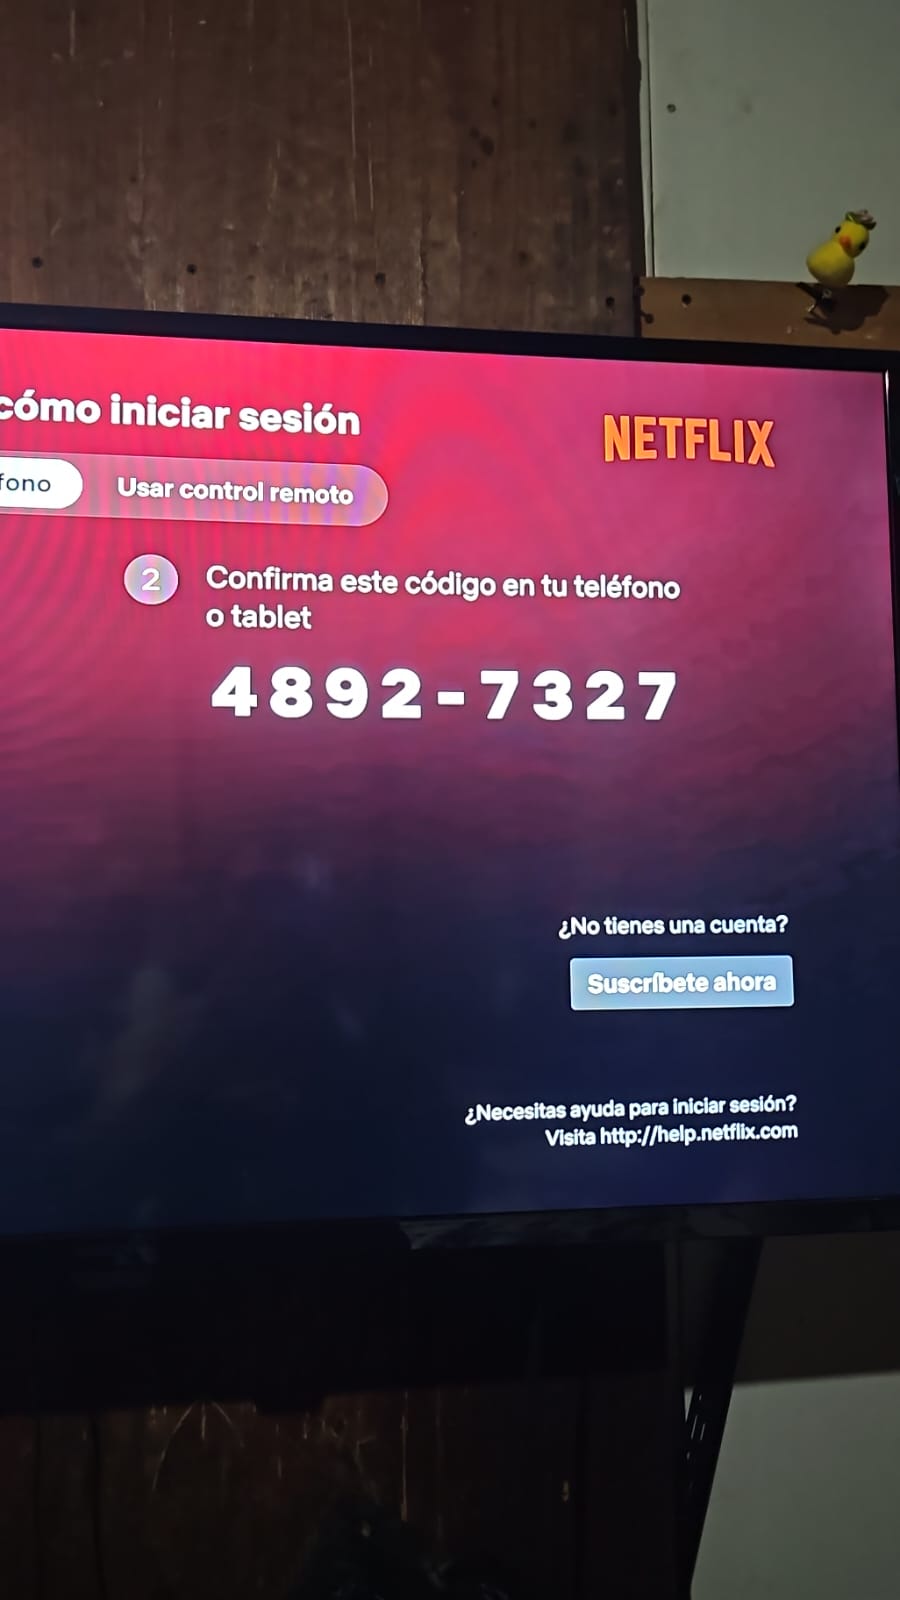 cómo iniciar sesión
NETFLIX
fono
Usar control remoto
2
Confirma este código en tu teléfono
o tablet
4892-7327
¿No tienes una cuenta?
Suscríbete ahora
¿Necesitas ayuda para iniciar sesión?
Visita http://help.netflix.com